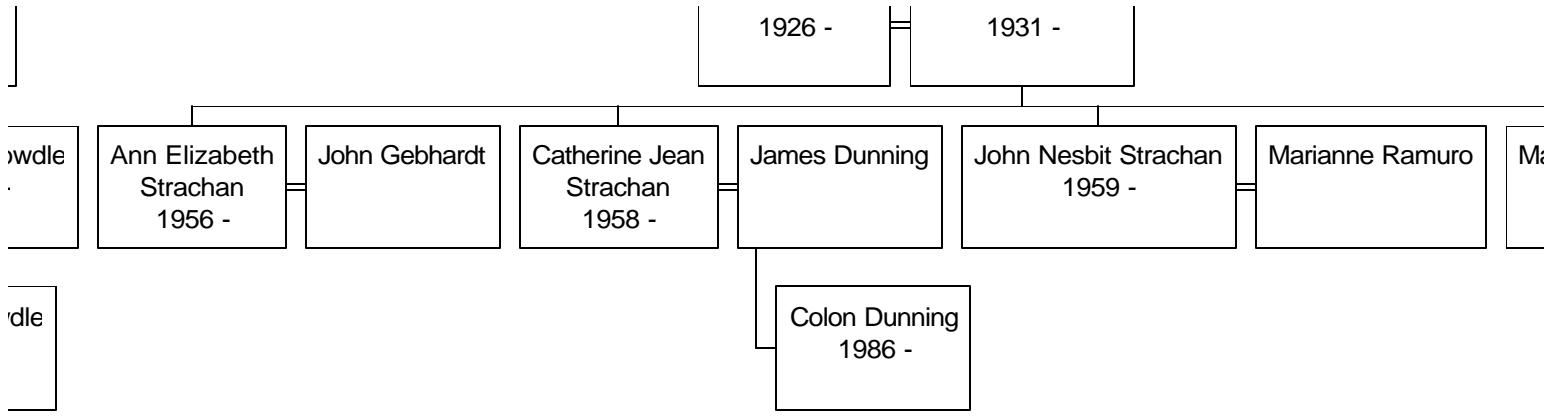 1926 -
1931 -
Ann Elizabeth
Strachan
1956 -
John Gebhardt
Catherine Jean
Strachan
1958 -
James Dunning
John Nesbit Strachan
1959 -
Marianne Ramuro
Colon Dunning
1986 -